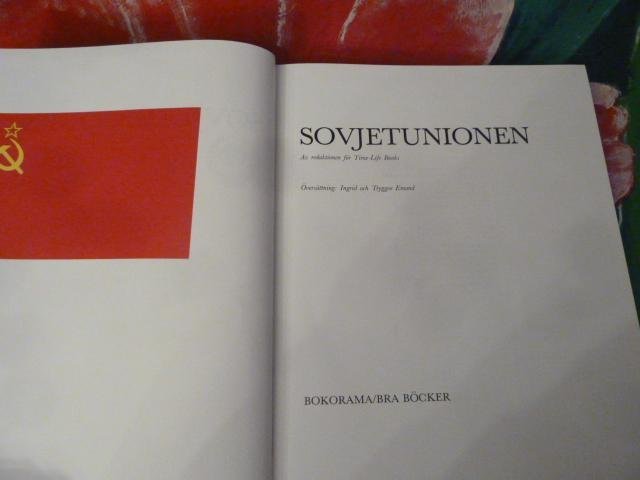 SOVJETUNIONEN
Av redaktionen för Time-Life Books
Översättning: Ingrid och Tryggve Emond
BOKORAMA/BRA BÖCKER